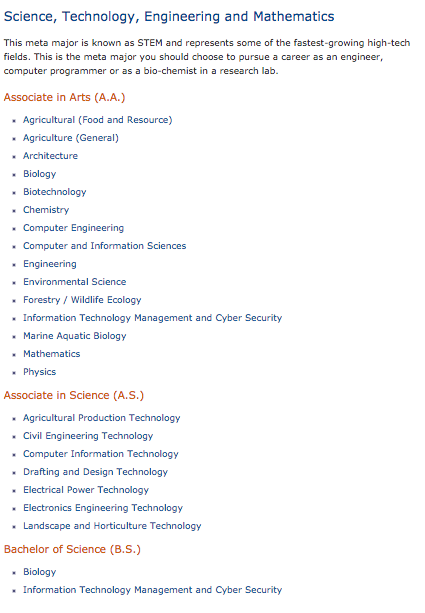 Science, Technology, Engineering and Mathematics
This meta major is known as STEM and represents some of the fastest-growing high-tech
fields. This is the meta major you should choose to pursue a career as an engineer,
computer programmer or as a bio-chemist in a research lab.
Associate in Arts (A.A.)
Agricultural (Food and Resource)
Agriculture (General)
Architecture
Biology
Biotechnology
Chemistry
Computer Engineering
Computer and Information Sciences
Engineering
Environmental Science
Forestry / Wildlife Ecology
Information Technology Management and Cyber Security
Marine Aquatic Biology
Mathematics
Physics
Associate in Science (A.S.)
Agricultural Production Technology
Civil Engineering Technology
Computer Information Technology
Drafting and Design Technology
Electrical Power Technology
Electronics Engineering Technology
Landscape and Horticulture Technology
Bachelor of Science (B.S.)
Biology
Information Technology Management and Cyber Security